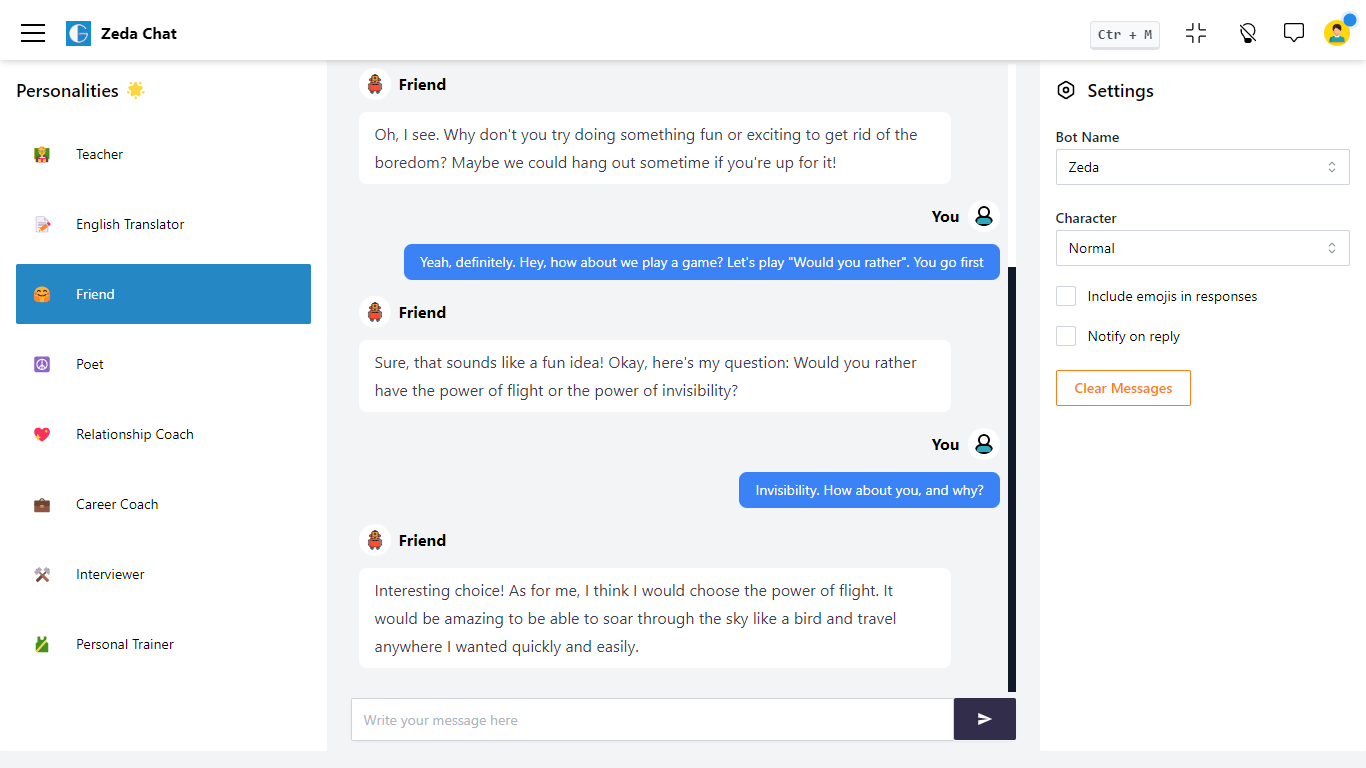 Zeda Chat
Ctr + M
Personalities
Teacher
English Translator
Friend
Poet
Relationship Coach
Career Coach
Interviewer
Personal Trainer
Friend
Oh, I see. Why don't you try doing something fun or exciting to get rid of the
boredom? Maybe we could hang out sometime if you're up for it!
You
Yeah, definitely. Hey, how about we play a game? Let's play "Would you rather". You go first
Friend
Sure, that sounds like a fun idea! Okay, here's my question: Would you rather
have the power of flight or the power of invisibility?
You
Invisibility. How about you, and why?
Friend
Interesting choice! As for me, I think I would choose the power of flight. It
would be amazing to be able to soar through the sky like a bird and travel
anywhere I wanted quickly and easily.
Write your message here
Settings
Bot Name
Zeda
Character
Normal
Include emojis in responses
Notify on reply
Clear Messages